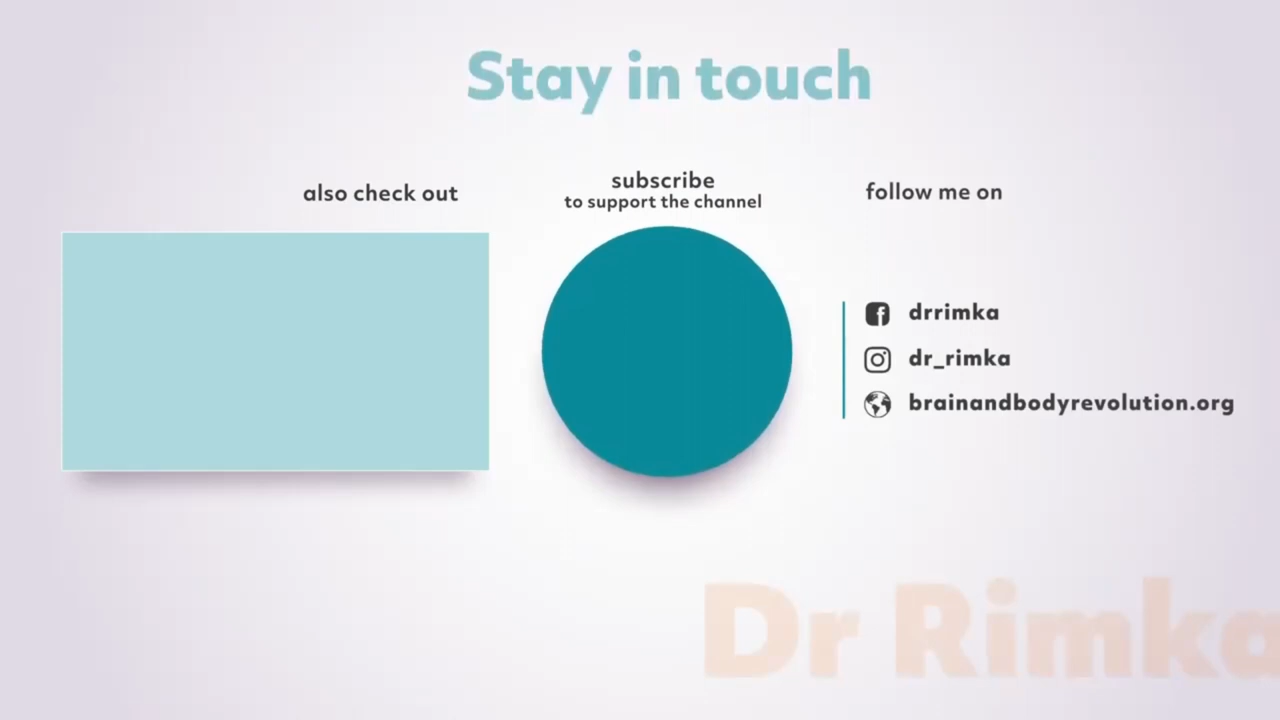 Stay in touch
also check out
subscribe
to support the channel
follow me on
drrimka
dr_rimka
brainandbodyrevolution.org
Dr Rimka